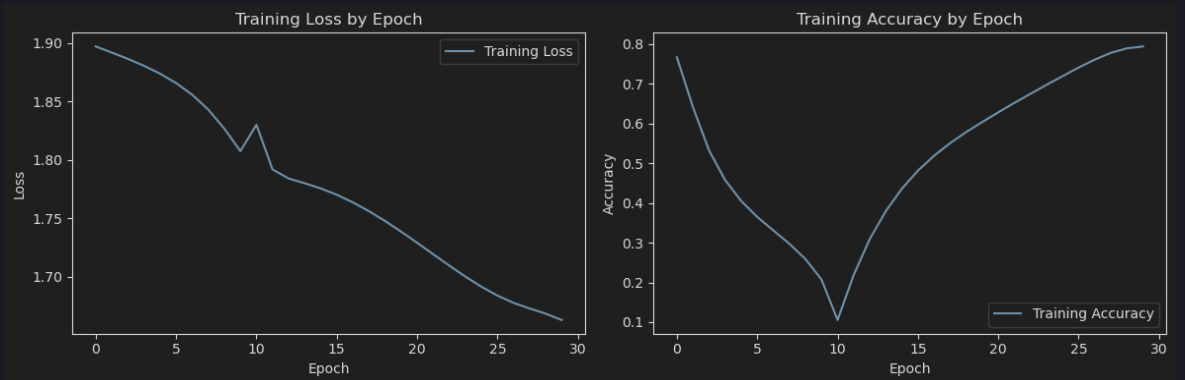 Training Loss by Epoch
1.90
1.85
1.80
1.75
1.70
Loss
Training Loss
0 5 10 15 20 25 30
Epoch
Training Accuracy by Epoch
0.8
0.7
0.6
0.5
0.4
0.3
0.2
0.1
Accuracy
Training Accuracy
0 5 10 15 20 25 30
Epoch